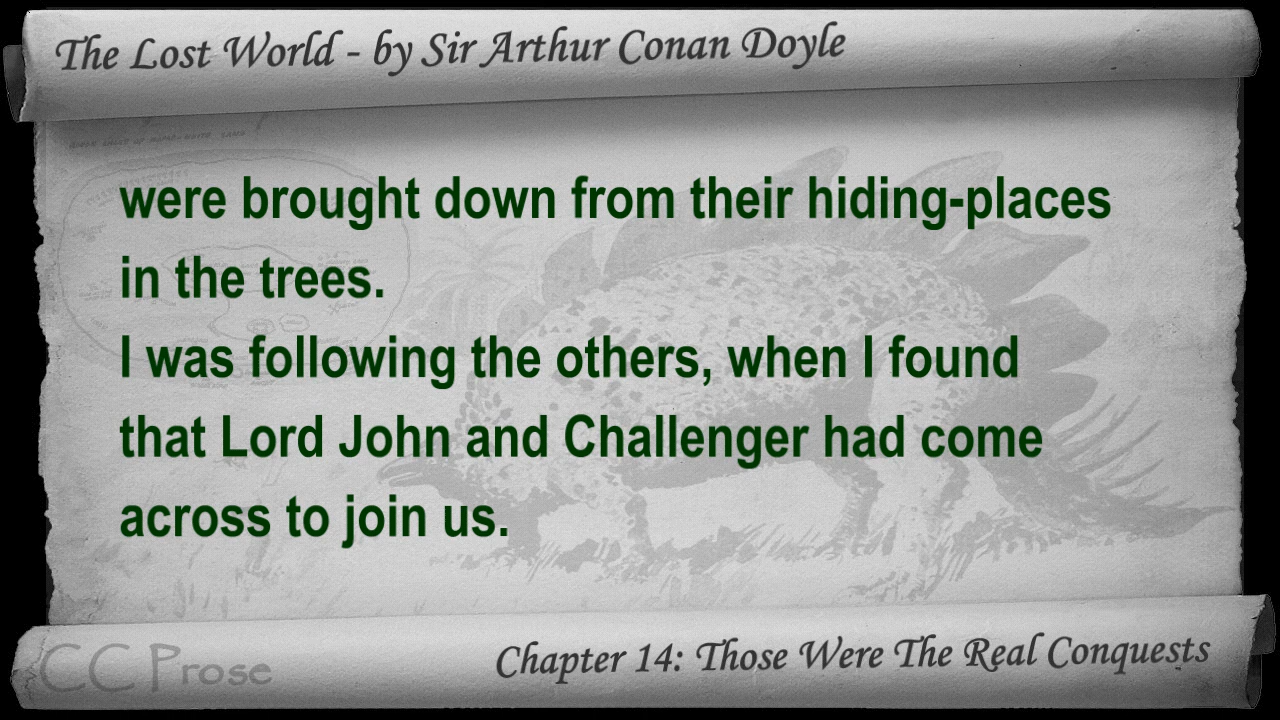 The Lost World - by Sir Arthur Conan Doyle
were brought down from their hiding-places
in the trees.
I was following the others, when I found
that Lord John and Challenger had come
across to join us.
CC Prose
Chapter 14: Those Were The Real Conquests